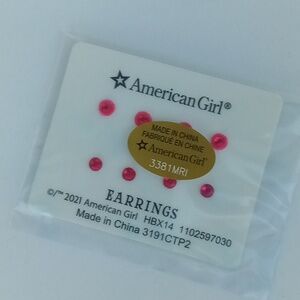 American Girl®
MADE IN CHINA
FABRIQUÉ EN CHINE
American Girl
3381MRI
EARRINGS
©/™ 2021 American Girl HBX14 1102597030
Made in China 3191CTP2